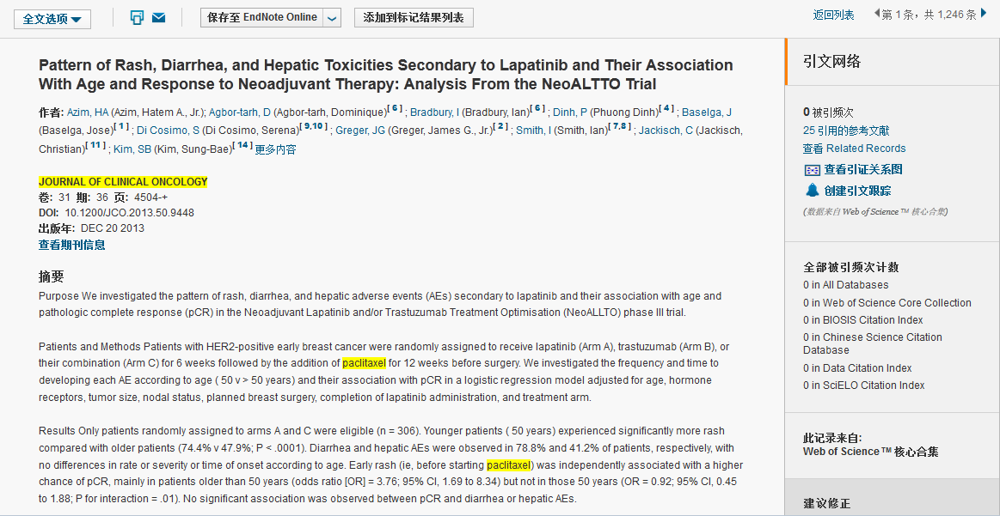 全文选项
保存至 EndNote Online
添加到标记结果列表
返回列表
第 1 条，共 1,246 条
Pattern of Rash, Diarrhea, and Hepatic Toxicities Secondary to Lapatinib and Their Association
With Age and Response to Neoadjuvant Therapy: Analysis From the NeoALTTO Trial
作者: Azim, HA (Azim, Hatem A., Jr.); Agbor-tarh, D (Agbor-tarh, Dominique)[ 6 ] ; Bradbury, I (Bradbury, Ian)[ 6 ] ; Dinh, P (Phuong Dinh)[ 4 ] ; Baselga, J
(Baselga, Jose)[ 1 ] ; Di Cosimo, S (Di Cosimo, Serena)[ 9,10 ] ; Greger, JG (Greger, James G., Jr.)[ 2 ] ; Smith, I (Smith, Ian)[ 7,8 ] ; Jackisch, C (Jackisch,
Christian)[ 11 ] ; Kim, SB (Kim, Sung-Bae)[ 14 ] 更多内容
JOURNAL OF CLINICAL ONCOLOGY
卷: 31 期: 36 页: 4504-+
DOI: 10.1200/JCO.2013.50.9448
出版年: DEC 20 2013
查看期刊信息
摘要
Purpose We investigated the pattern of rash, diarrhea, and hepatic adverse events (AEs) secondary to lapatinib and their association with age and
pathologic complete response (pCR) in the Neoadjuvant Lapatinib and/or Trastuzumab Treatment Optimisation (NeoALLTO) phase III trial.
Patients and Methods Patients with HER2-positive early breast cancer were randomly assigned to receive lapatinib (Arm A), trastuzumab (Arm B), or
their combination (Arm C) for 6 weeks followed by the addition of paclitaxel for 12 weeks before surgery. We investigated the frequency and time to
developing each AE according to age ( 50 v > 50 years) and their association with pCR in a logistic regression model adjusted for age, hormone
receptors, tumor size, nodal status, planned breast surgery, completion of lapatinib administration, and treatment arm.
Results Only patients randomly assigned to arms A and C were eligible (n = 306). Younger patients ( 50 years) experienced significantly more rash
compared with older patients (74.4% v 47.9%; P < .0001). Diarrhea and hepatic AEs were observed in 78.8% and 41.2% of patients, respectively, with
no differences in rate or severity or time of onset according to age. Early rash (ie, before starting paclitaxel) was independently associated with a higher
chance of pCR, mainly in patients older than 50 years (odds ratio [OR] = 3.76; 95% CI, 1.69 to 8.34) but not in those 50 years (OR = 0.92; 95% CI, 0.45
to 1.88; P for interaction = .01). No significant association was observed between pCR and diarrhea or hepatic AEs.
引文网络
0 被引频次
25 引用的参考文献
查看 Related Records
查看引证关系图
创建引文跟踪
(数据来自 Web of Science ™ 核心合集)
全部被引频次计数
0 in All Databases
0 in Web of Science Core Collection
0 in BIOSIS Citation Index
0 in Chinese Science Citation
Database
0 in Data Citation Index
0 in SciELO Citation Index
此记录来自:
Web of Science ™ 核心合集
建议修正